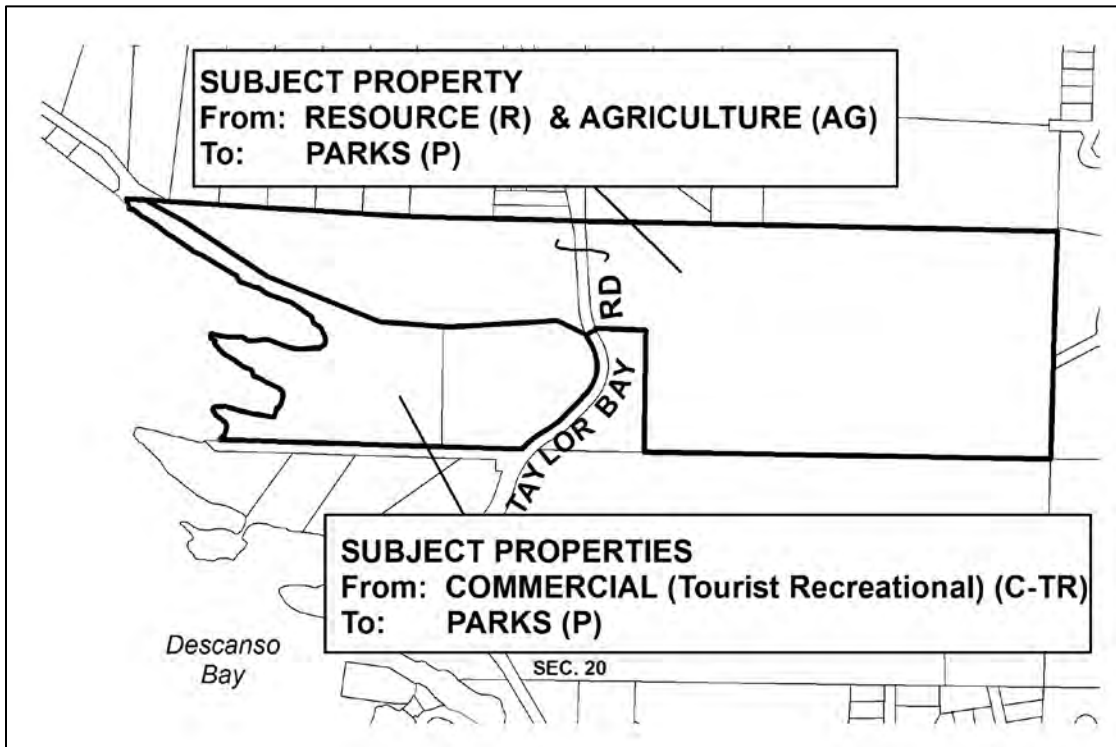 SUBJECT PROPERTY
From: RESOURCE (R) & AGRICULTURE (AG)
To: PARKS (P)
TAYLOR BAY RD
SUBJECT PROPERTIES
From: COMMERCIAL (Tourist Recreational) (C-TR)
To: PARKS (P)
Descanso
Bay
SEC. 20